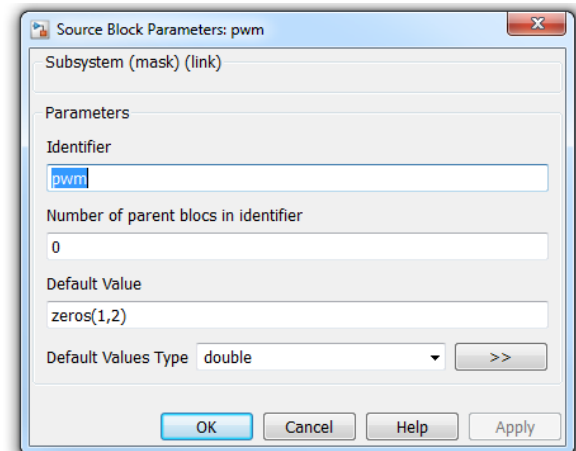 Source Block Parameters: pwm
Subsystem (mask) (link)
Parameters
Identifier
pwm
Number of parent blocs in identifier
0
Default Value
zeros(1,2)
Default Values Type double >>
OK Cancel Help Apply